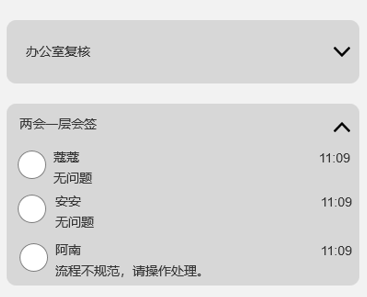 办公室复核
两会一层会签
蔻蔻 11:09
无问题
安安 11:09
无问题
阿南 11:09
流程不规范，请操作处理。